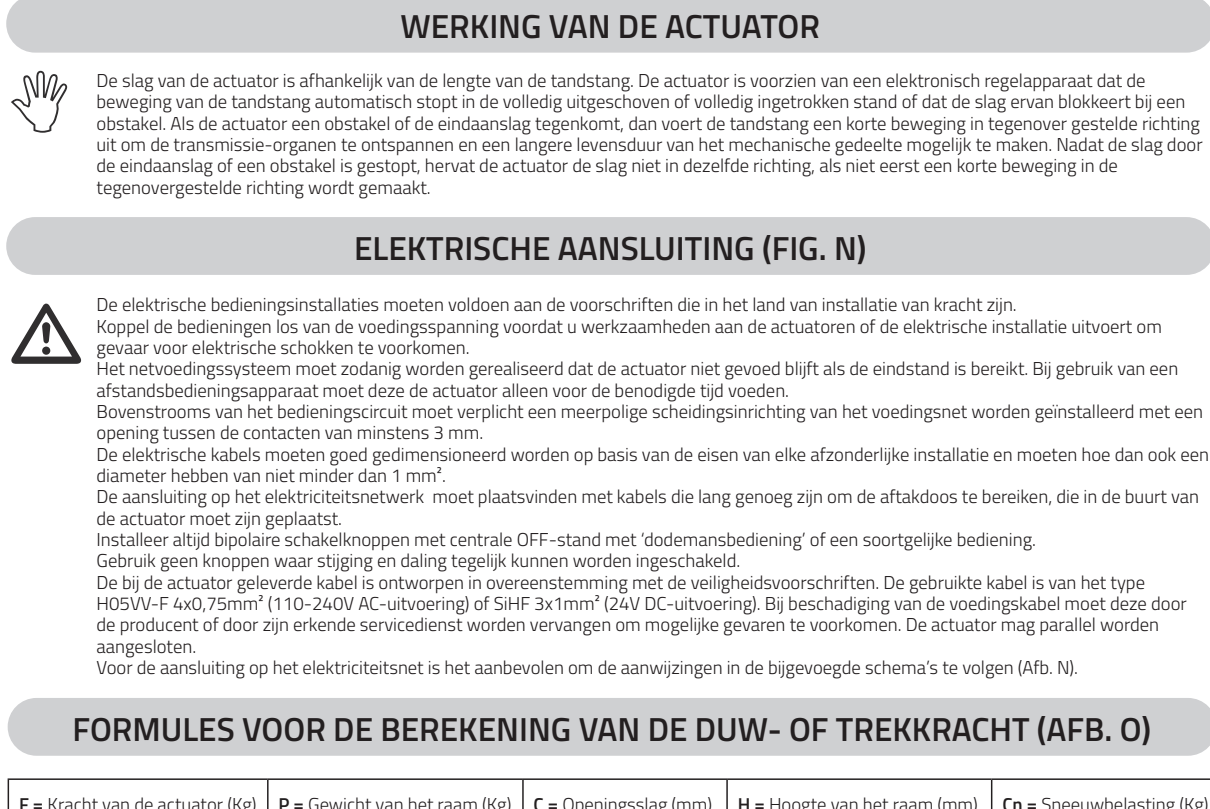 WERKING VAN DE ACTUATOR
De slag van de actuator is afhankelijk van de lengte van de tandstang. De actuator is voorzien van een elektronisch regelapparaat dat de
beweging van de tandstang automatisch stopt in de volledig uitgeschoven of volledig ingetrokken stand of dat de slag ervan blokkeert bij een
obstakel. Als de actuator een obstakel of de eindaanslag tegenkomt, dan voert de tandstang een korte beweging in tegenover gestelde richting
uit om de transmissie-organen te ontspannen en een langere levensduur van het mechanische gedeelte mogelijk te maken. Nadat de slag door
de eindaanslag of een obstakel is gestopt, hervat de actuator de slag niet in dezelfde richting, als niet eerst een korte beweging in de
tegenovergestelde richting wordt gemaakt.
ELEKTRISCHE AANSLUITING (FIG. N)
De elektrische bedieningsinstallaties moeten voldoen aan de voorschriften die in het land van installatie van kracht zijn.
Koppel de bedieningen los van de voedingsspanning voordat u werkzaamheden aan de actuatoren of de elektrische installatie uitvoert om
gevaar voor elektrische schokken te voorkomen.
Het netvoedingssysteem moet zodanig worden gerealiseerd dat de actuator niet gevoed blijft als de eindstand is bereikt. Bij gebruik van een
afstandsbedieningsapparaat moet deze de actuator alleen voor de benodigde tijd voeden.
Bovenstrooms van het bedieningscircuit moet verplicht een meerpolige scheidingsinrichting van het voedingsnet worden geïnstalleerd met een
opening tussen de contacten van minstens 3 mm.
De elektrische kabels moeten goed gedimensioneerd worden op basis van de eisen van elke afzonderlijke installatie en moeten hoe dan ook een
diameter hebben van niet minder dan 1 mm².
De aansluiting op het elektriciteitsnetwerk moet plaatsvinden met kabels die lang genoeg zijn om de aftakdoos te bereiken, die in de buurt van
de actuator moet zijn geplaatst.
Installeer altijd bipolaire schakelknoppen met centrale OFF-stand met ‘dodemansbediening’ of een soortgelijke bediening.
Gebruik geen knoppen waar stijging en daling tegelijk kunnen worden ingeschakeld.
De bij de actuator geleverde kabel is ontworpen in overeenstemming met de veiligheidsvoorschriften. De gebruikte kabel is van het type
H05VV-F 4x0,75mm² (110-240V AC-uitvoering) of SiHF 3x1mm² (24V DC-uitvoering). Bij beschadiging van de voedingskabel moet deze door
de producent of door zijn erkende servicedienst worden vervangen om mogelijke gevaren te voorkomen. De actuator mag parallel worden
aangesloten.
Voor de aansluiting op het elektriciteitsnet is het aanbevolen om de aanwijzingen in de bijgevoegde schema’s te volgen (Afb. N).
FORMULES VOOR DE BEREKENING VAN DE DUW- OF TREKKRACHT (AFB. O)
F = Kracht van de actuator (Kg) P = Gewicht van het raam (Kg) C = Openingsslag (mm) H = Hoogte van het raam (mm) Cn = Sneeuwbelasting (Kg)